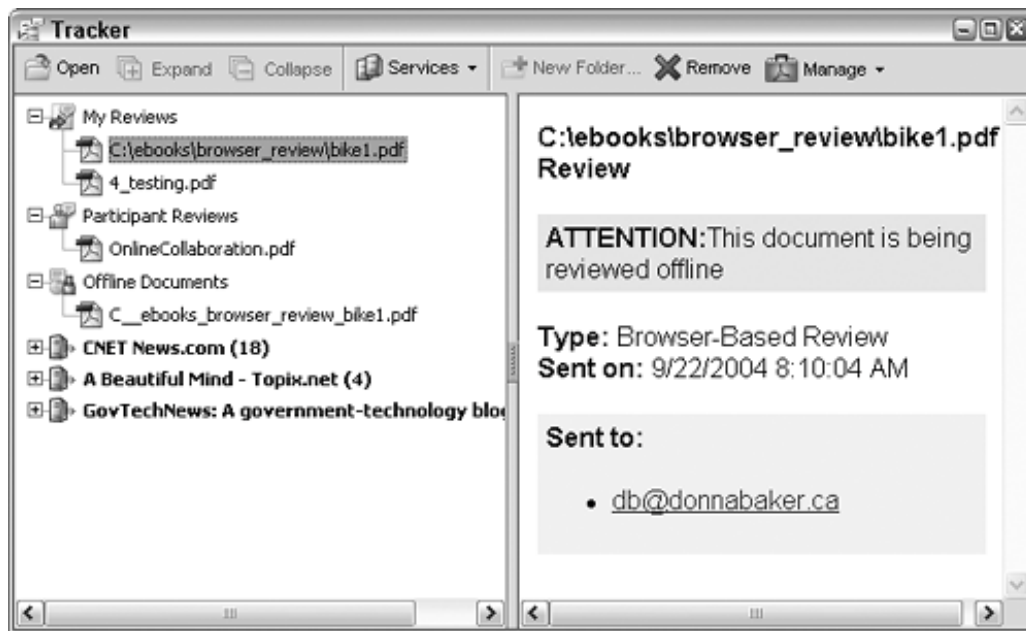 Tracker
Open Expand Collapse Services New Folder... Remove Manage
My Reviews
C:\ebooks\browser_review\bike1.pdf
4_testing.pdf
Participant Reviews
OnlineCollaboration.pdf
Offline Documents
C__ebooks_browser_review_bike1.pdf
CNET News.com (18)
A Beautiful Mind - Topix.net (4)
GovTechNews: A government-technology blog
C:\ebooks\browser_review\bike1.pdf
Review
ATTENTION:This document is being
reviewed offline
Type: Browser-Based Review
Sent on: 9/22/2004 8:10:04 AM
Sent to:
• db@donnabaker.ca